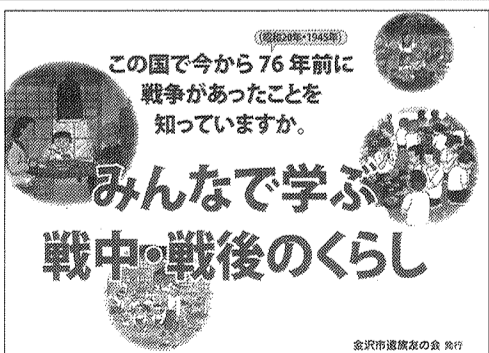 (昭和20年・1945年)
この国で今から76年前に
戦争があったことを
知っていますか。
みんなで学ぶ
戦中・戦後のくらし
金沢市遺族友の会 発行